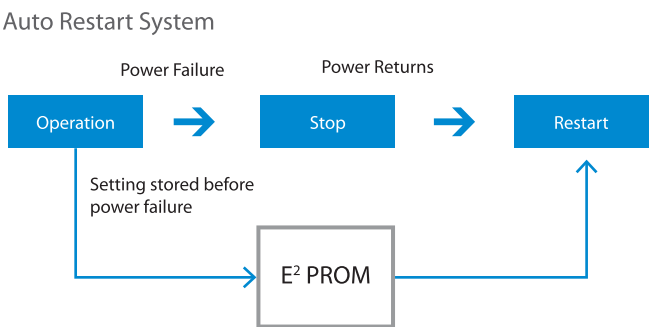 Auto Restart System
Power Failure
Power Returns
Operation
Stop
Restart
Setting stored before
power failure
E² PROM